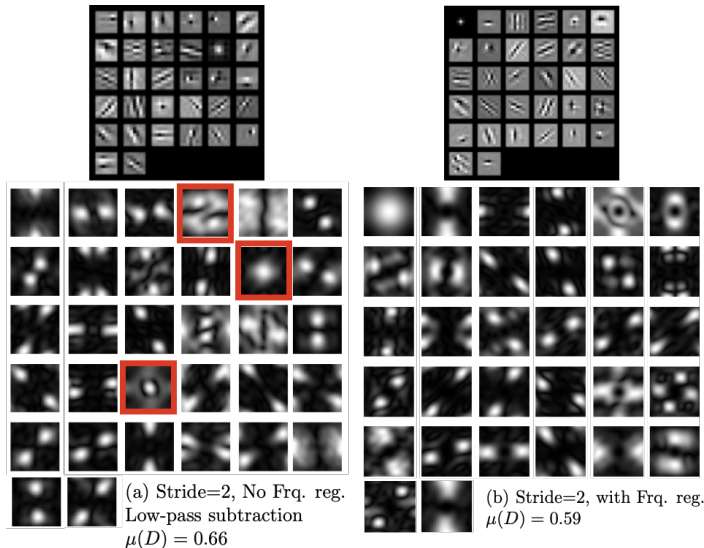 (a) Stride=2, No Frq. reg.
Low-pass subtraction
μ(D) = 0.66
(b) Stride=2, with Frq. reg.
μ(D) = 0.59